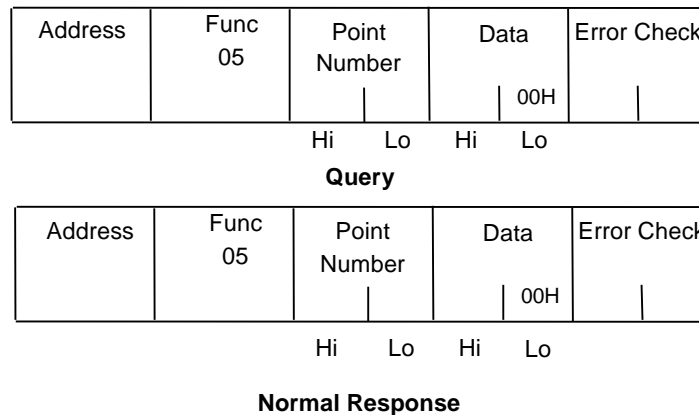 Address Func 05 Point Number Data Error Check
00H
Hi Lo Hi Lo
Query
Address Func 05 Point Number Data Error Check
00H
Hi Lo Hi Lo
Normal Response